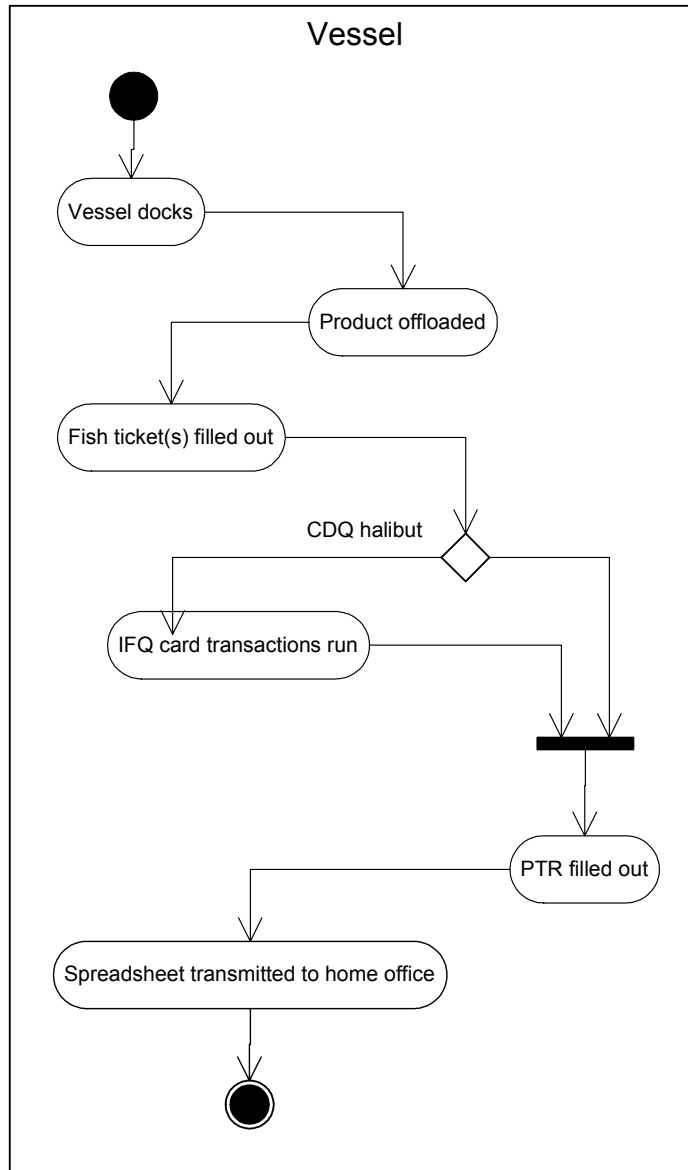 Vessel
Vessel docks
Product offloaded
Fish ticket(s) filled out
CDQ halibut
IFQ card transactions run
PTR filled out
Spreadsheet transmitted to home office